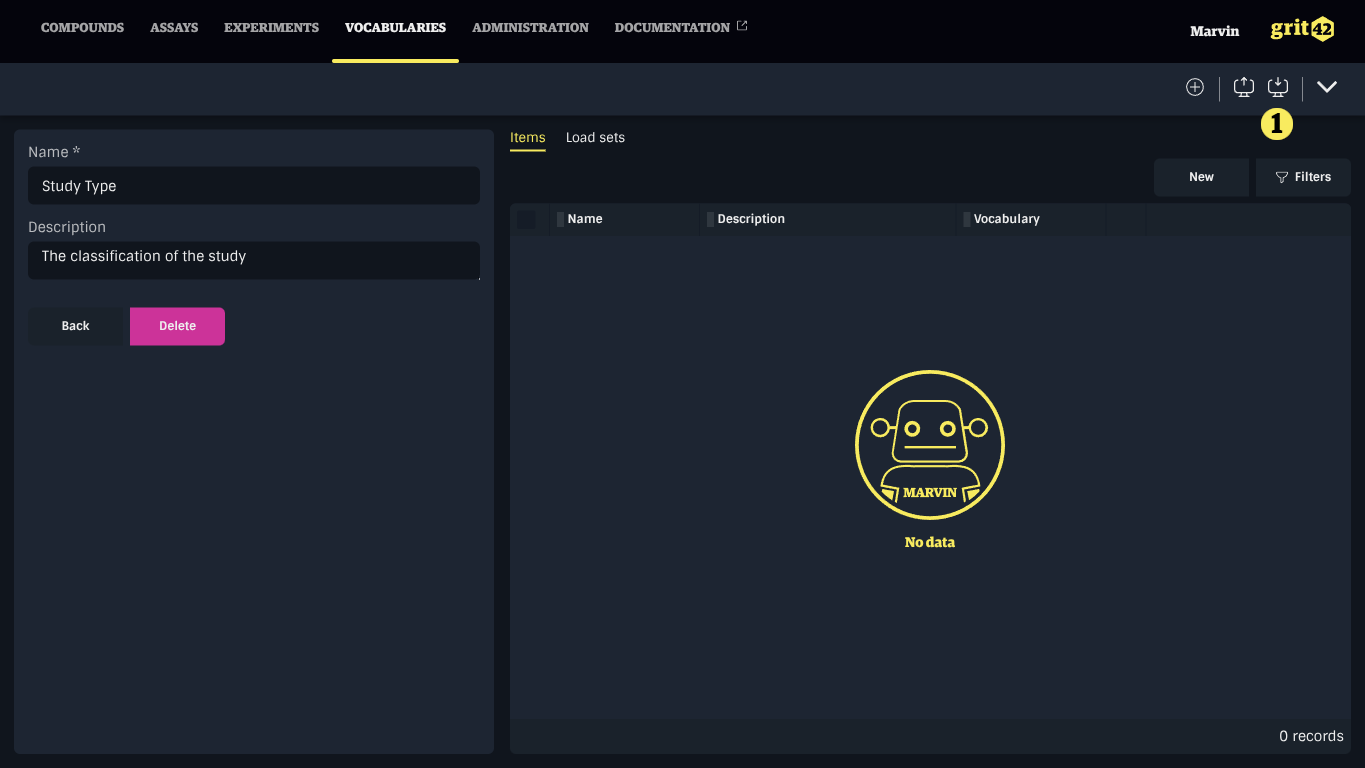 COMPOUNDS ASSAYS EXPERIMENTS VOCABULARIES ADMINISTRATION DOCUMENTATION Marvin grit42
1
Items Load sets
Name *
Study Type
New Filters
Name Description Vocabulary
Description
The classification of the study
Back Delete
MARVIN
No data
0 records